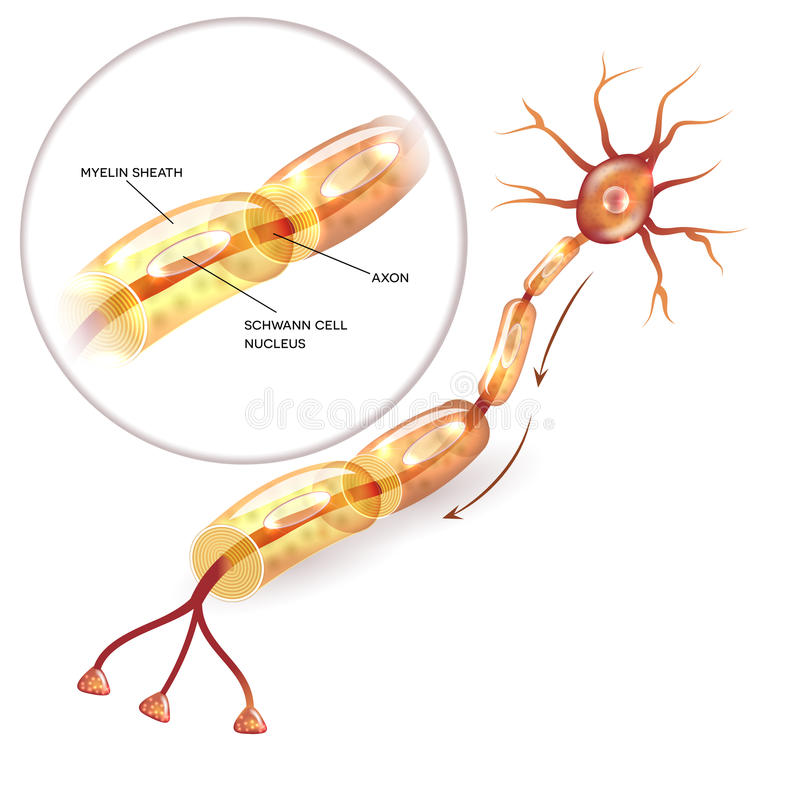 MYELIN SHEATH
AXON
SCHWANN CELL
NUCLEUS
dreamstime